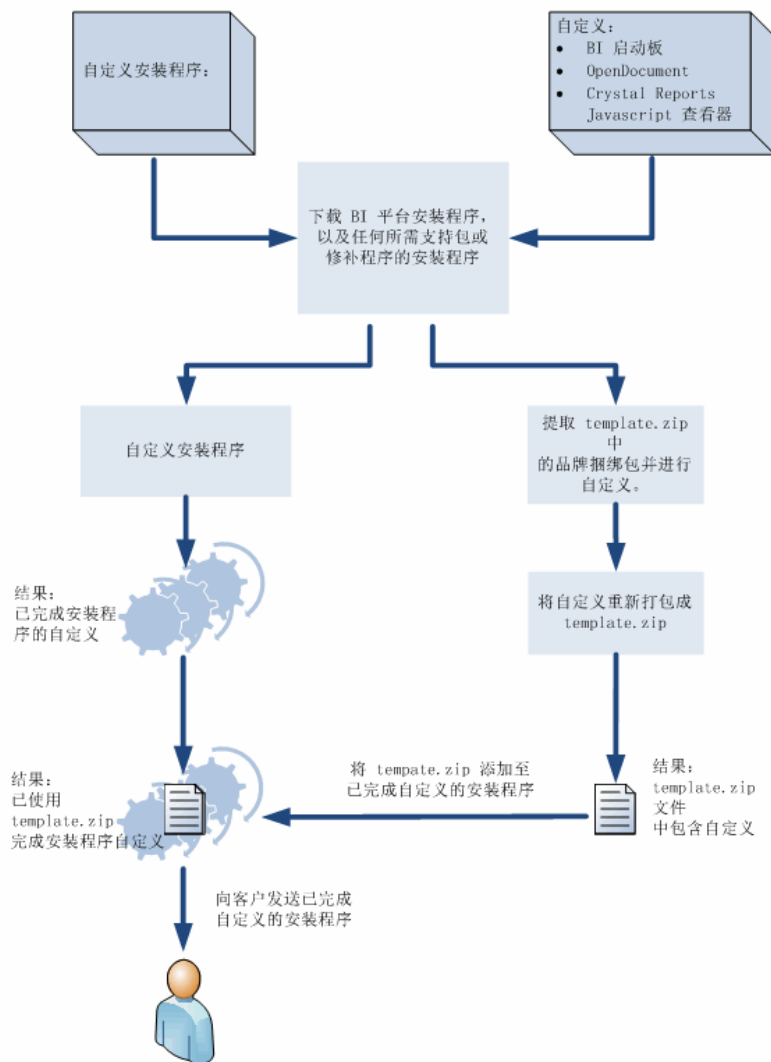 自定义安装程序：
自定义：
• BI 启动板
• OpenDocument
• Crystal Reports
Javascript 查看器
下载 BI 平台安装程序，
以及任何所需支持包或
修补程序的安装程序
自定义安装程序
提取 template.zip
中
的品牌捆绑包并进行
自定义。
结果：
已完成安装程
序的自定义
将自定义重新打包成
template.zip
结果：
已使用
template.zip
完成安装程序自定义
将 tempate.zip 添加至
已完成自定义的安装程序
结果：
template.zip
文件
中包含自定义
向客户发送已完成
自定义的安装程序